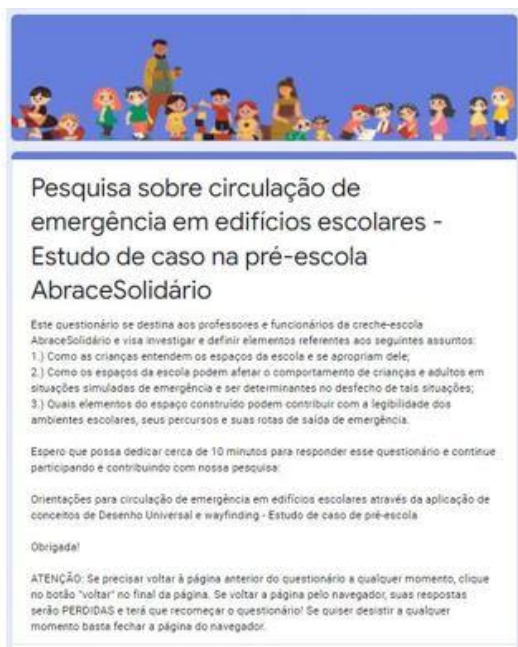 Pesquisa sobre circulação de
emergência em edifícios escolares -
Estudo de caso na pré-escola
AbraceSolidário
Este questionário se destina aos professores e funcionários da creche-escola
AbraceSolidário e visa investigar e definir elementos referentes aos seguintes assuntos:
1.) Como as crianças entendem os espaços da escola e se apropriam dele;
2.) Como os espaços da escola podem afetar o comportamento de crianças e adultos em
situações simuladas de emergência e ser determinantes no desfecho de tais situações;
3.) Quais elementos do espaço construído podem contribuir com a legibilidade dos
ambientes escolares, seus percursos e suas rotas de saída de emergência.
Espero que possa dedicar cerca de 10 minutos para responder esse questionário e continue
participando e contribuindo com nossa pesquisa:
Orientações para circulação de emergência em edifícios escolares através da aplicação de
conceitos de Desenho Universal e wayfinding - Estudo de caso de pré-escola
Obrigada!
ATENÇÃO: Se precisar voltar à página anterior do questionário a qualquer momento, clique
no botão "voltar" no final da página. Se voltar a página pelo navegador, suas respostas
serão PERDIDAS e terá que recomeçar o questionário! Se quiser desistir a qualquer
momento basta fechar a página do navegador.